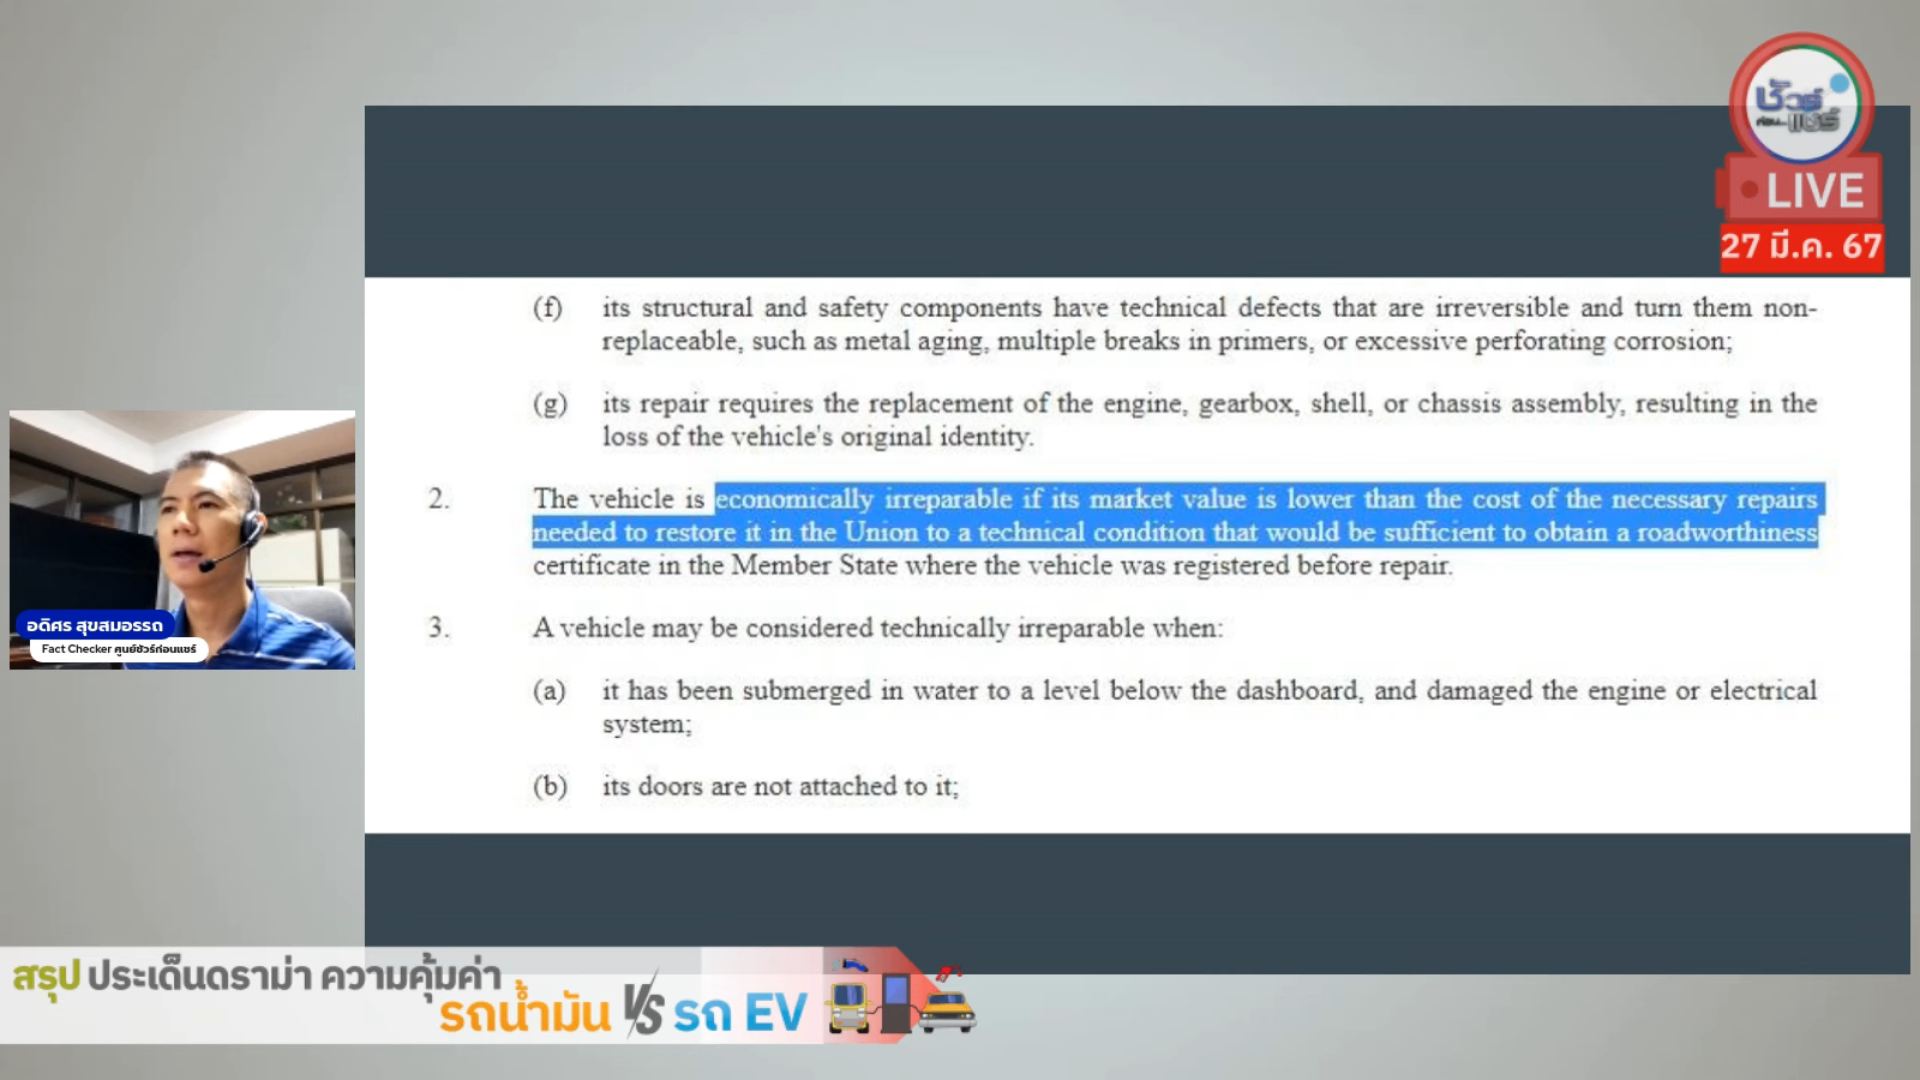 ชัวร์
ก่อน...แชร์
LIVE
27 มี.ค. 67
(f) its structural and safety components have technical defects that are irreversible and turn them non-
replaceable, such as metal aging, multiple breaks in primers, or excessive perforating corrosion;
(g) its repair requires the replacement of the engine, gearbox, shell, or chassis assembly, resulting in the
loss of the vehicle's original identity.
2. The vehicle is economically irreparable if its market value is lower than the cost of the necessary repairs
needed to restore it in the Union to a technical condition that would be sufficient to obtain a roadworthiness
certificate in the Member State where the vehicle was registered before repair.
3. A vehicle may be considered technically irreparable when:
(a) it has been submerged in water to a level below the dashboard, and damaged the engine or electrical
system;
(b) its doors are not attached to it;
อดิศร สุขสมอรรถ
Fact Checker ศูนย์ชัวร์ก่อนแชร์
สรุป ประเด็นดราม่า ความคุ้มค่า
รถน้ำมัน VS รถ EV